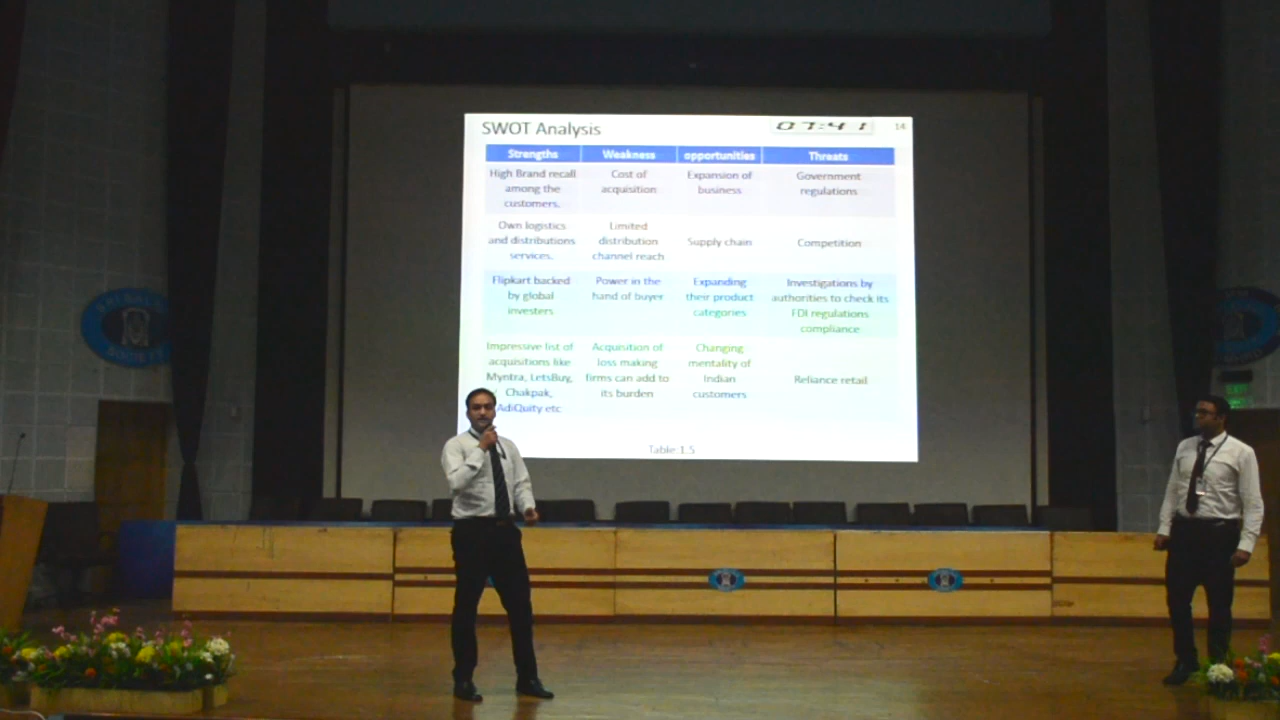 SWOT Analysis
07:41
14
Strengths
Weakness
opportunities
Threats
High Brand recall
among the
customers.
Cost of
acquisition
Expansion of
business
Government
regulations
Own logistics
and distributions
services.
Limited
distribution
channel reach
Supply chain
Competition
Flipkart backed
by global
investers
Power in the
hand of buyer
Expanding
their product
categories
Investigations by
authorities to check its
FDI regulations
compliance
Impressive list of
acquisitions like
Myntra, LetsBuy,
Chakpak,
AdiQuity etc
Acquisition of
loss making
firms can add to
its burden
Changing
mentality of
Indian
customers
Reliance retail
Table 1.5
EXIT